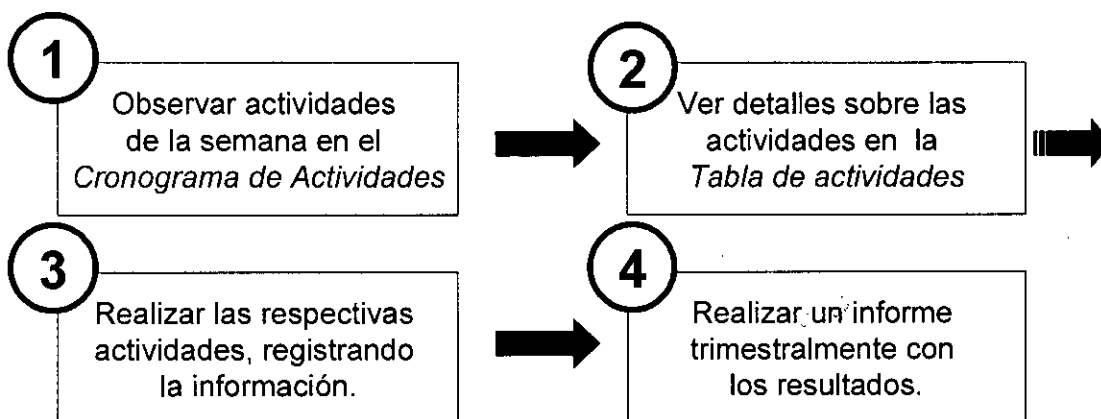 1
Observar actividades
de la semana en el
Cronograma de Actividades
2
Ver detalles sobre las
actividades en la
Tabla de actividades
3
Realizar las respectivas
actividades, registrando
la información.
4
Realizar un informe
trimestralmente con
los resultados.